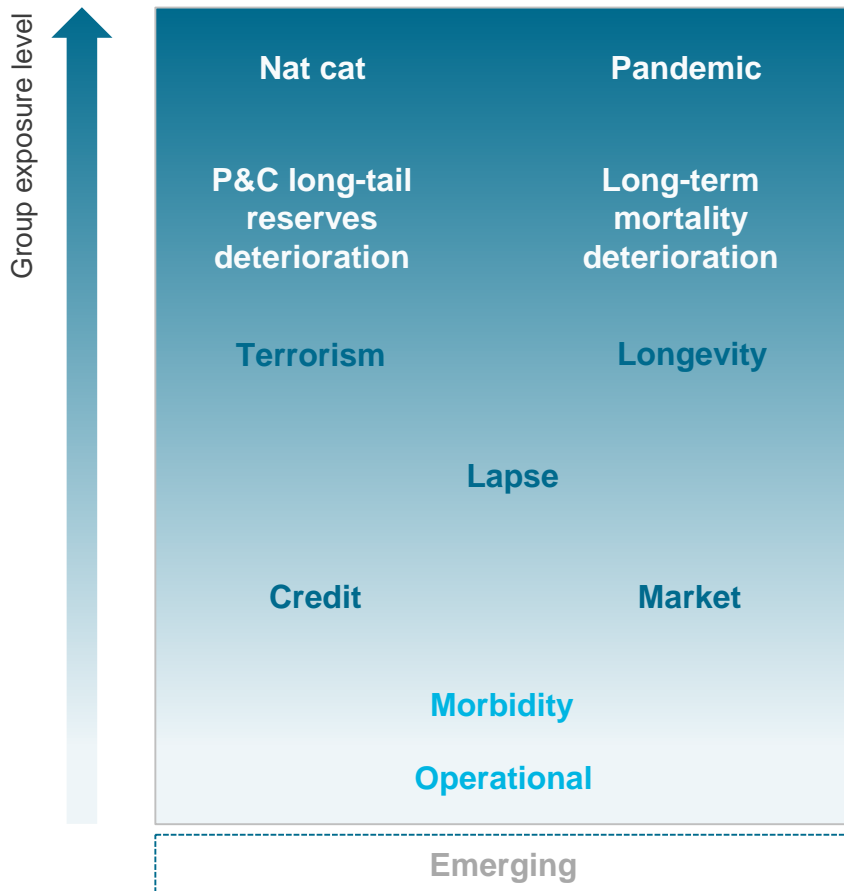 Group exposure level
Nat cat
Pandemic
P&C long-tail
reserves
deterioration
Long-term
mortality
deterioration
Terrorism
Longevity
Lapse
Credit
Market
Morbidity
Operational
Emerging